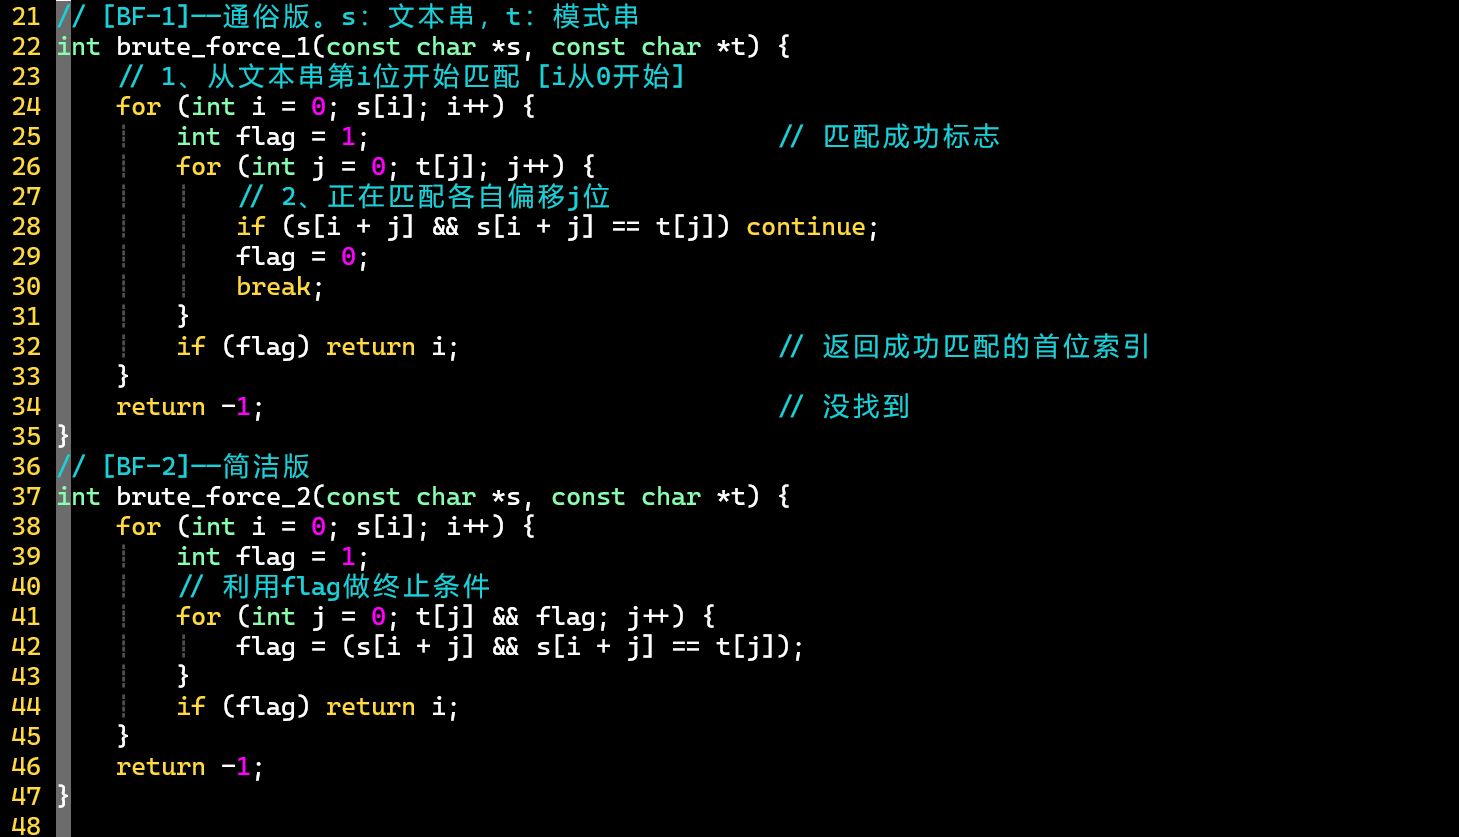 21 // [BF-1]——通俗版。s: 文本串, t: 模式串
22 int brute_force_1(const char *s, const char *t) {
23     // 1、从文本串第i位开始匹配 [i从0开始]
24     for (int i = 0; s[i]; i++) {
25         int flag = 1;                           // 匹配成功标志
26         for (int j = 0; t[j]; j++) {
27             // 2、正在匹配各自偏移j位
28             if (s[i + j] && s[i + j] == t[j]) continue;
29             flag = 0;
30             break;
31         }
32         if (flag) return i;                     // 返回成功匹配的首位索引
33     }
34     return -1;                                  // 没找到
35 }
36 // [BF-2]——简洁版
37 int brute_force_2(const char *s, const char *t) {
38     for (int i = 0; s[i]; i++) {
39         int flag = 1;
40         // 利用flag做终止条件
41         for (int j = 0; t[j] && flag; j++) {
42             flag = (s[i + j] && s[i + j] == t[j]);
43         }
44         if (flag) return i;
45     }
46     return -1;
47 }
48